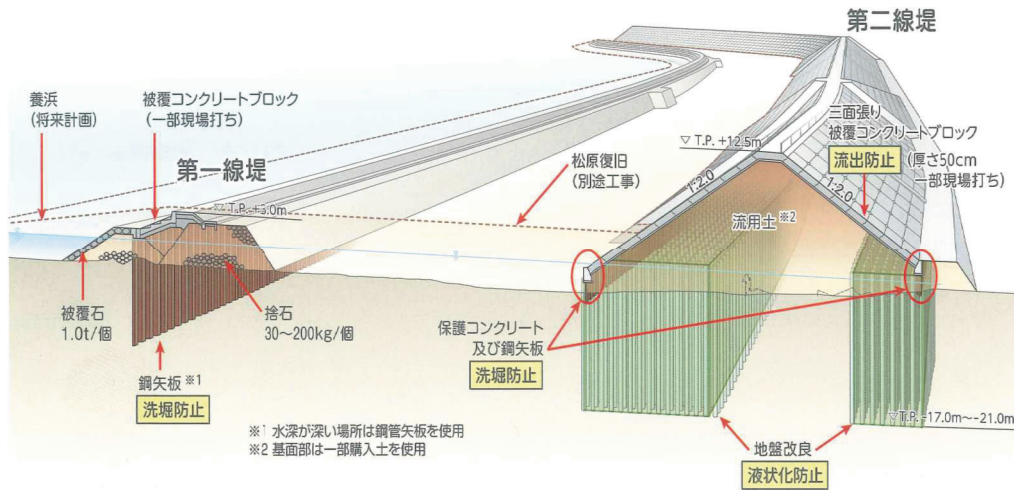 第二線堤
養浜
(将来計画)
被覆コンクリートブロック
(一部現場打ち)
第一線堤
▽ T.P. +3.0m
松原復旧
(別途工事)
▽ T.P. +12.5m
三面張り
被覆コンクリートブロック
流出防止
(厚さ50cm
一部現場打ち)
1:2.0
1:2.0
流用土※2
被覆石
1.0t/個
捨石
30〜200kg/個
鋼矢板※1
洗堀防止
保護コンクリート
及び鋼矢板
洗堀防止
※1 水深が深い場所は鋼管矢板を使用
※2 基面部は一部購入土を使用
▽T.P. -17.0m〜-21.0m
地盤改良
液状化防止